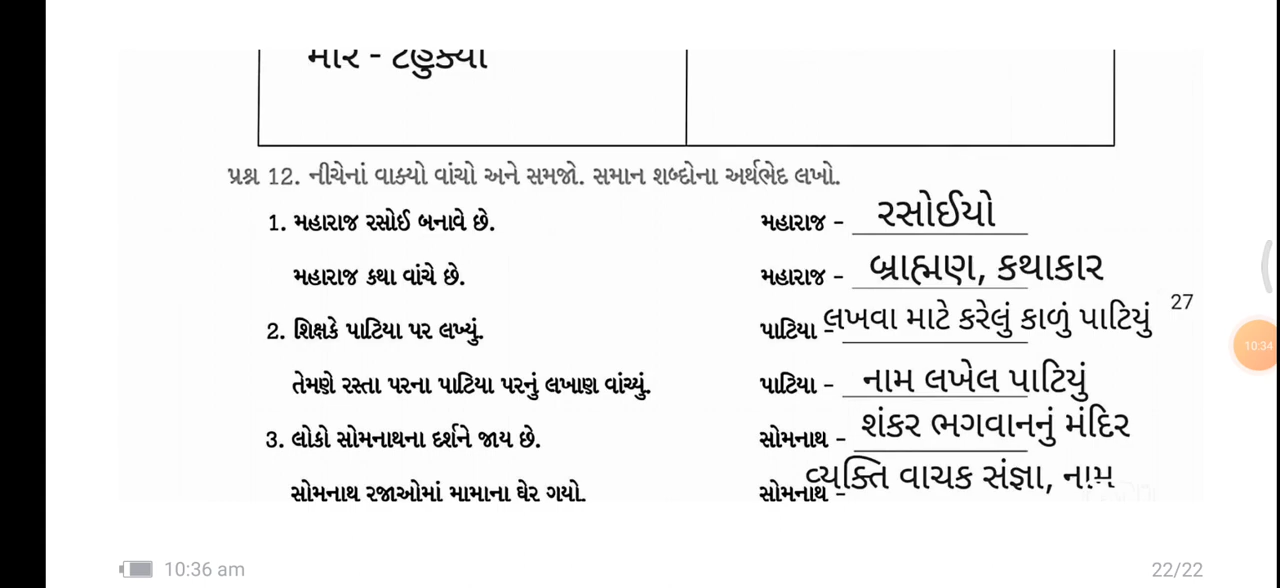 મોર - ટહુક્યો
પ્રશ્ન 12. નીચેનાં વાક્યો વાંચો અને સમજો. સમાન શબ્દોના અર્થભેદ લખો.
1. મહારાજ રસોઈ બનાવે છે. મહારાજ – રસોઈયો
મહારાજ કથા વાંચે છે. મહારાજ – બ્રાહ્મણ, કથાકાર
27
2. શિક્ષકે પાટિયા પર લખ્યું. પાટિયા – લખવા માટે કરેલું કાળું પાટિયું
તેમણે રસ્તા પરના પાટિયા પરનું લખાણ વાંચ્યું. પાટિયા – નામ લખેલ પાટિયું
3. લોકો સોમનાથના દર્શને જાય છે. સોમનાથ – શંકર ભગવાનનું મંદિર
સોમનાથ રજાઓમાં મામાના ઘેર ગયો. સોમનાથ – વ્યક્તિ વાચક સંજ્ઞા, નામ
10:34
10:36 am 22/22